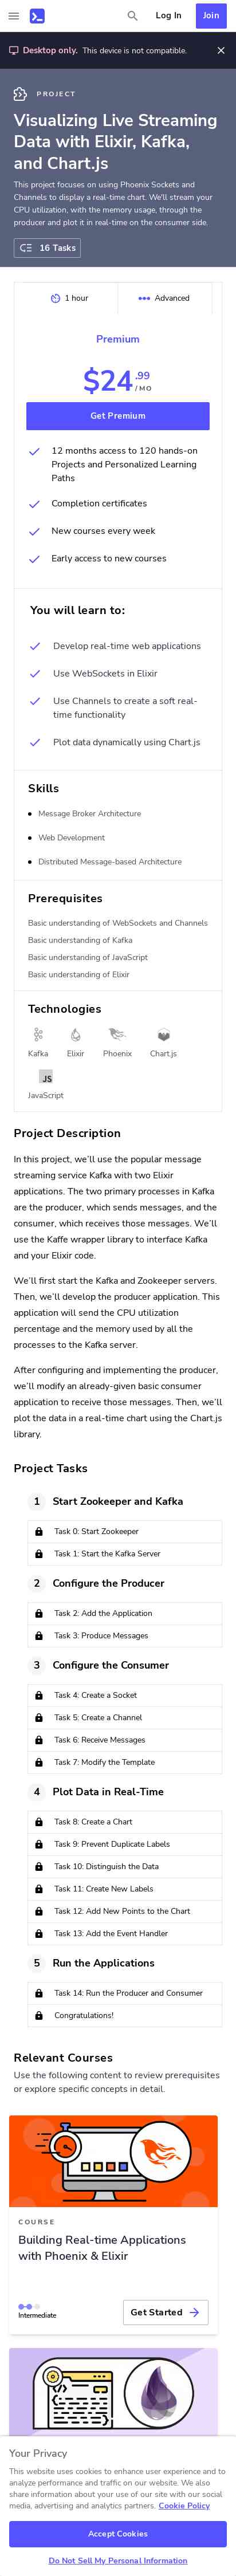 Log In
Join
Desktop only. This device is not compatible.
PROJECT
Visualizing Live Streaming
Data with Elixir, Kafka,
and Chart.js
This project focuses on using Phoenix Sockets and
Channels to display a real-time chart. We'll stream your
CPU utilization, with the memory usage, through the
producer and plot it in real-time on the consumer side.
16 Tasks
1 hour
Advanced
Premium
$24.99 /MO
Get Premium
12 months access to 120 hands-on
Projects and Personalized Learning
Paths
Completion certificates
New courses every week
Early access to new courses
You will learn to:
Develop real-time web applications
Use WebSockets in Elixir
Use Channels to create a soft real-
time functionality
Plot data dynamically using Chart.js
Skills
Message Broker Architecture
Web Development
Distributed Message-based Architecture
Prerequisites
Basic understanding of WebSockets and Channels
Basic understanding of Kafka
Basic understanding of JavaScript
Basic understanding of Elixir
Technologies
Kafka
Elixir
Phoenix
Chart.js
JS
JavaScript
Project Description
In this project, we'll use the popular message
streaming service Kafka with two Elixir
applications. The two primary processes in Kafka
are the producer, which sends messages, and the
consumer, which receives those messages. We'll
use the Kaffe wrapper library to interface Kafka
and your Elixir code.
We'll first start the Kafka and Zookeeper servers.
Then, we'll develop the producer application. This
application will send the CPU utilization
percentage and the memory used by all the
processes to the Kafka server.
After configuring and implementing the producer,
we'll modify an already-given basic consumer
application to receive those messages. Then, we'll
plot the data in a real-time chart using the Chart.js
library.
Project Tasks
1 Start Zookeeper and Kafka
Task 0: Start Zookeeper
Task 1: Start the Kafka Server
2 Configure the Producer
Task 2: Add the Application
Task 3: Produce Messages
3 Configure the Consumer
Task 4: Create a Socket
Task 5: Create a Channel
Task 6: Receive Messages
Task 7: Modify the Template
4 Plot Data in Real-Time
Task 8: Create a Chart
Task 9: Prevent Duplicate Labels
Task 10: Distinguish the Data
Task 11: Create New Labels
Task 12: Add New Points to the Chart
Task 13: Add the Event Handler
5 Run the Applications
Task 14: Run the Producer and Consumer
Congratulations!
Relevant Courses
Use the following content to review prerequisites
or explore specific concepts in detail.
COURSE
Building Real-time Applications
with Phoenix & Elixir
Intermediate
Get Started
Your Privacy
This website uses cookies to enhance user experience and to
analyze performance and traffic on our website. We also
share information about your use of our site with our social
media, advertising and analytics partners. Cookie Policy
Accept Cookies
Do Not Sell My Personal Information